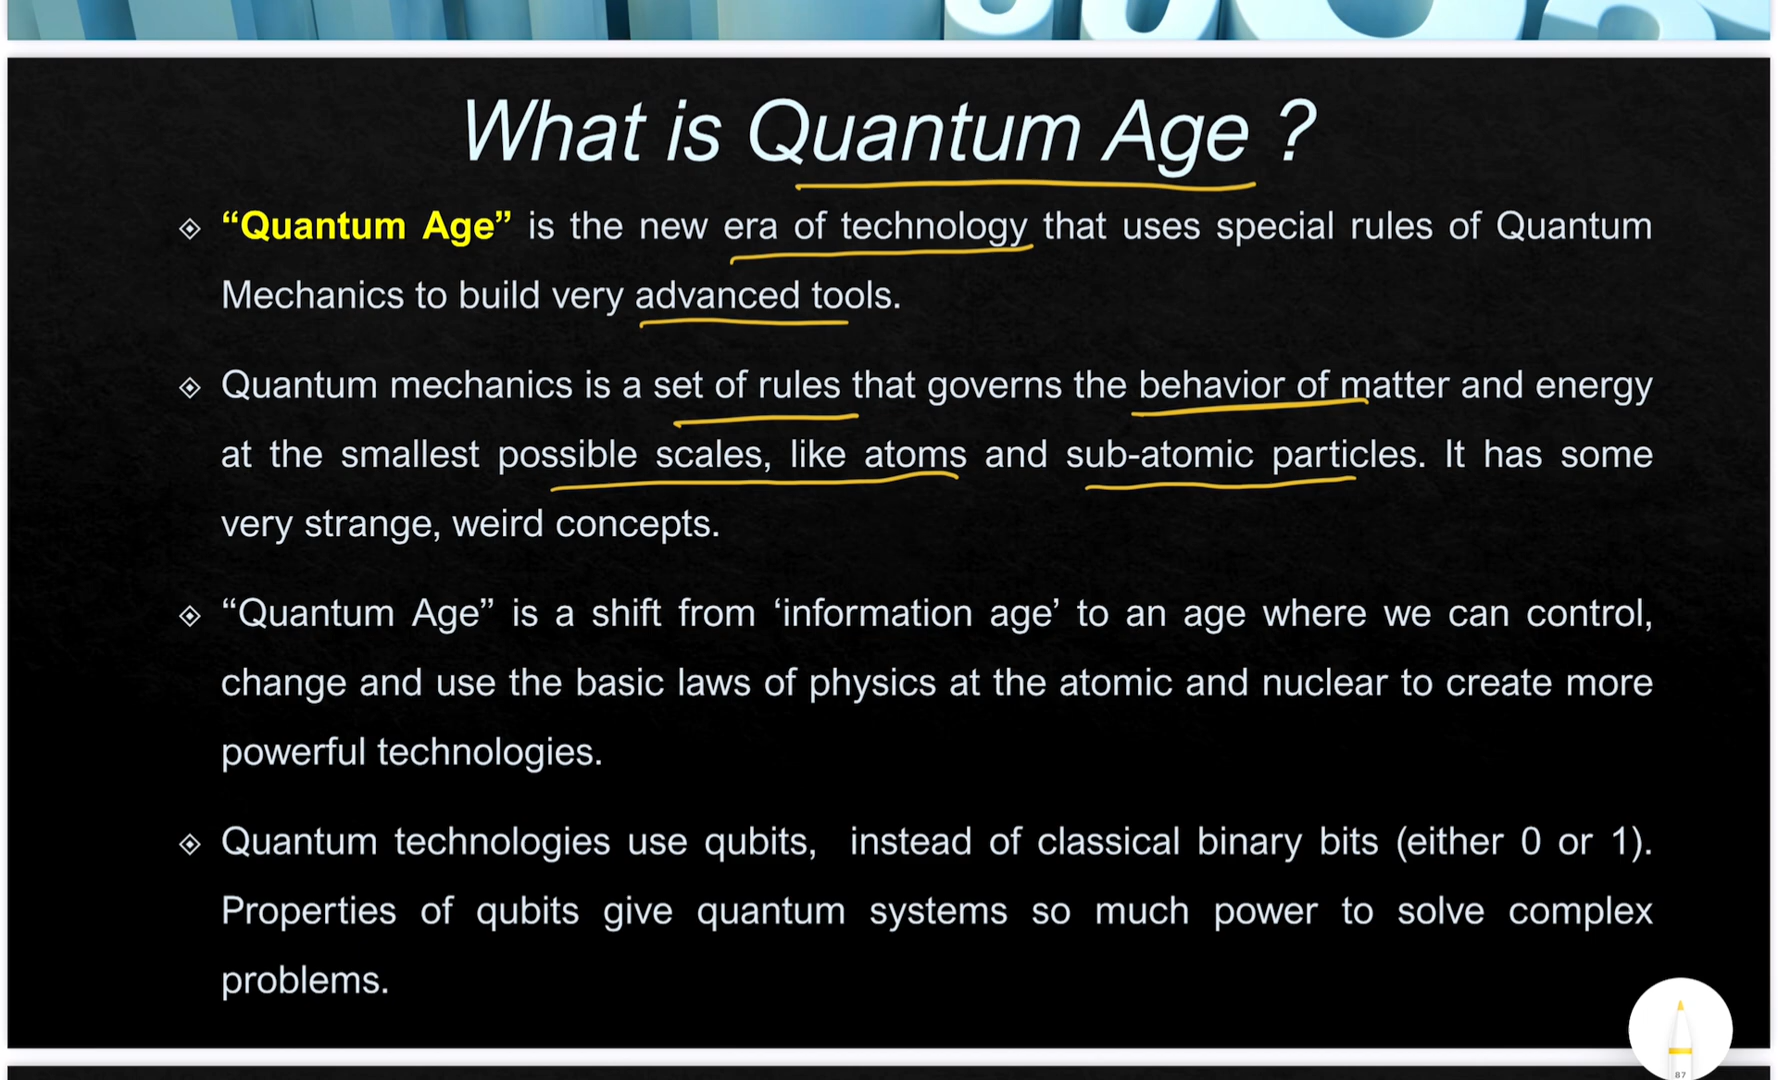 What is Quantum Age ?
“Quantum Age” is the new era of technology that uses special rules of Quantum
Mechanics to build very advanced tools.
Quantum mechanics is a set of rules that governs the behavior of matter and energy
at the smallest possible scales, like atoms and sub-atomic particles. It has some
very strange, weird concepts.
“Quantum Age” is a shift from ‘information age’ to an age where we can control,
change and use the basic laws of physics at the atomic and nuclear to create more
powerful technologies.
Quantum technologies use qubits, instead of classical binary bits (either 0 or 1).
Properties of qubits give quantum systems so much power to solve complex
problems.
87